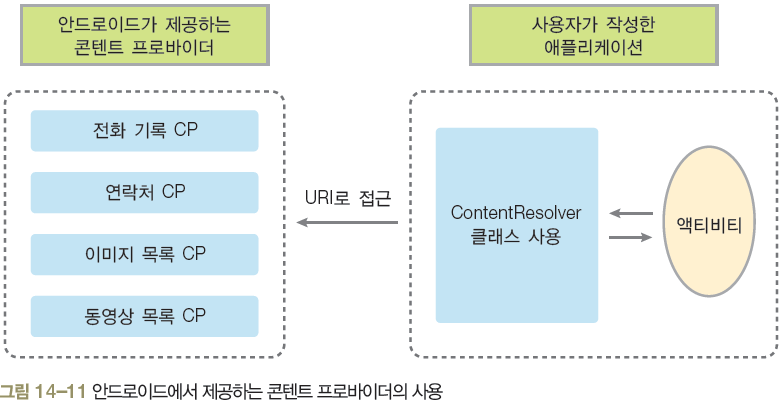 안드로이드가 제공하는
콘텐트 프로바이더
사용자가 작성한
애플리케이션
전화 기록 CP
연락처 CP
이미지 목록 CP
동영상 목록 CP
URI로 접근
ContentResolver
클래스 사용
액티비티
그림 14-11 안드로이드에서 제공하는 콘텐트 프로바이더의 사용